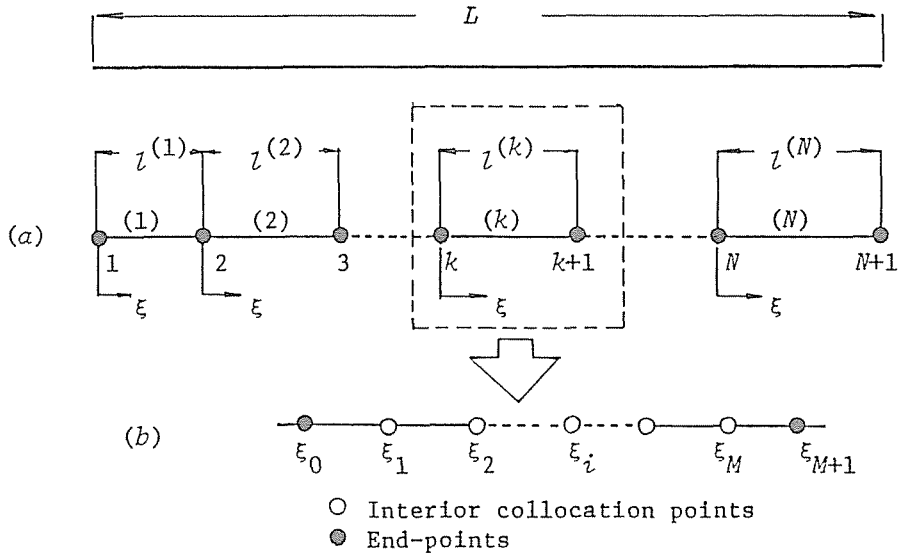 L
l(1) l(2) l(k) l(N)
(a) (1) (2) (k) (N)
1 2 3 k k+1 N N+1
ξ ξ ξ ξ
(b)
ξ0 ξ1 ξ2 ξi ξM ξM+1
Interior collocation points
End-points